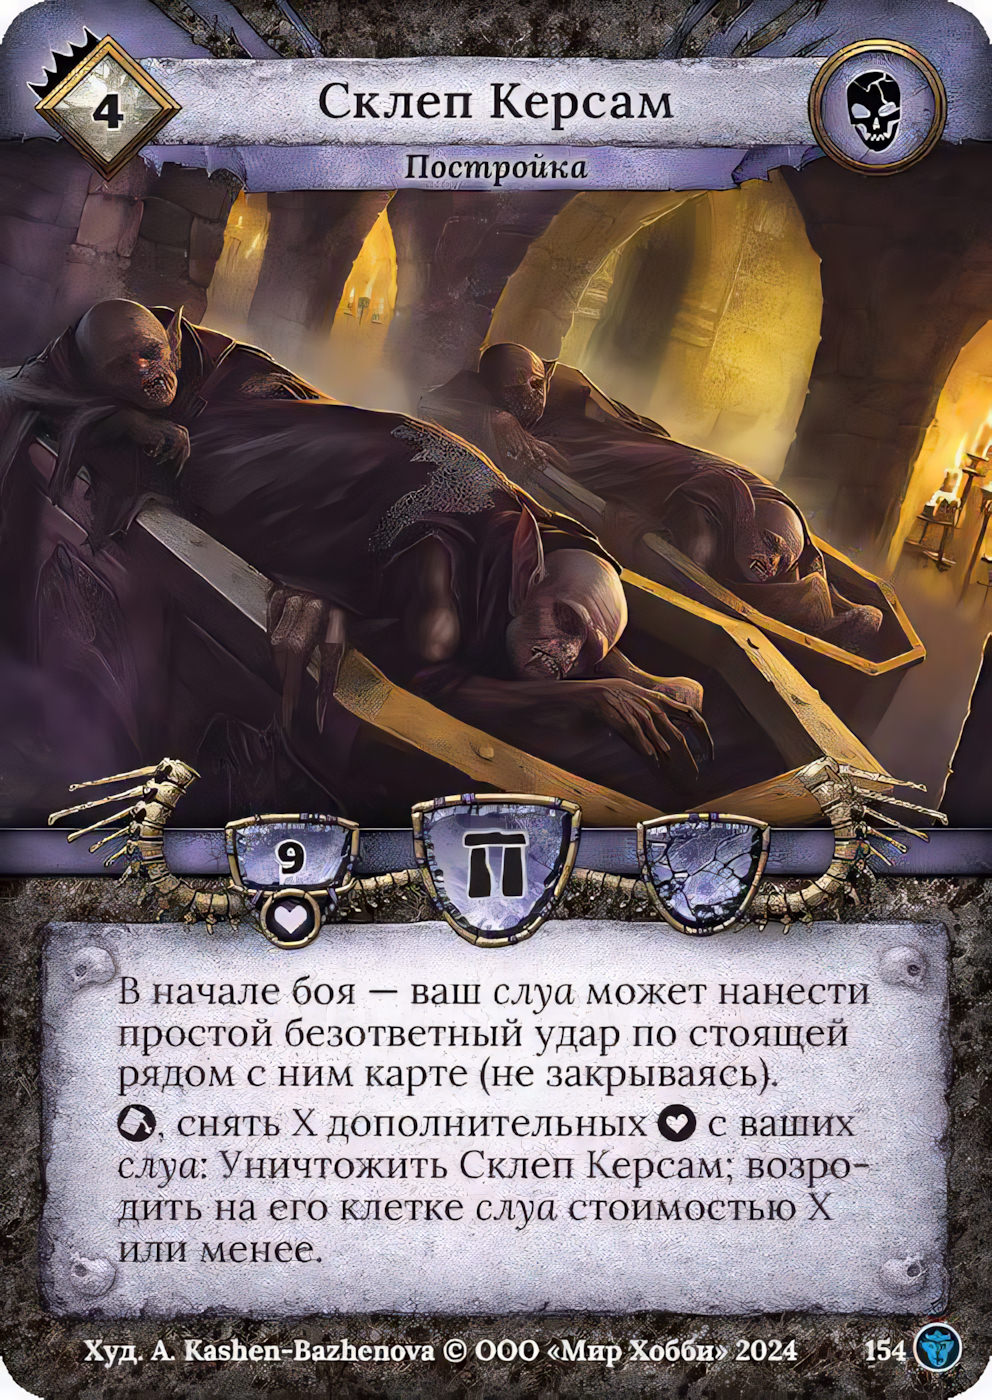 4
Склеп Керсам
Постройка
9
В начале боя — ваш слуа может нанести
простой безответный удар по стоящей
рядом с ним карте (не закрываясь).
, снять X дополнительных с ваших
слуа: Уничтожить Склеп Керсам; возро-
дить на его клетке слуа стоимостью X
или менее.
Худ. A. Kashen-Bazhenova © ООО «Мир Хобби» 2024
154